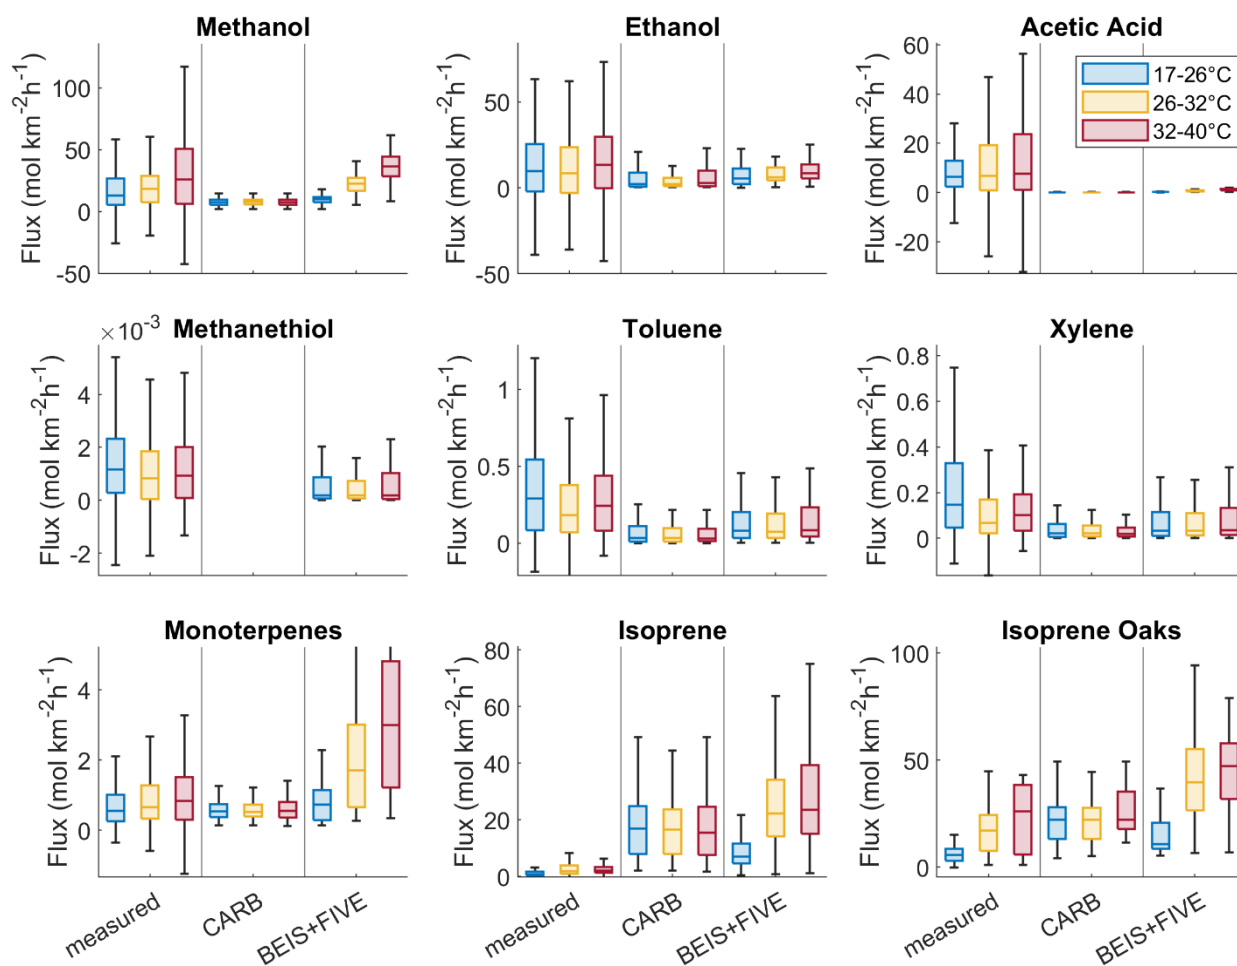 Methanol
Flux (mol km-2h-1)
100
50
0
-50
Ethanol
Flux (mol km-2h-1)
50
0
-50
Acetic Acid
Flux (mol km-2h-1)
60
40
20
0
-20
17-26°C
26-32°C
32-40°C
Methanethiol
×10-3
Flux (mol km-2h-1)
4
2
0
-2
Toluene
Flux (mol km-2h-1)
1
0.5
0
Xylene
Flux (mol km-2h-1)
0.8
0.6
0.4
0.2
0
Monoterpenes
Flux (mol km-2h-1)
4
2
0
measured
CARB
BEIS+FIVE
Isoprene
Flux (mol km-2h-1)
80
60
40
20
0
measured
CARB
BEIS+FIVE
Isoprene Oaks
Flux (mol km-2h-1)
100
50
0
measured
CARB
BEIS+FIVE